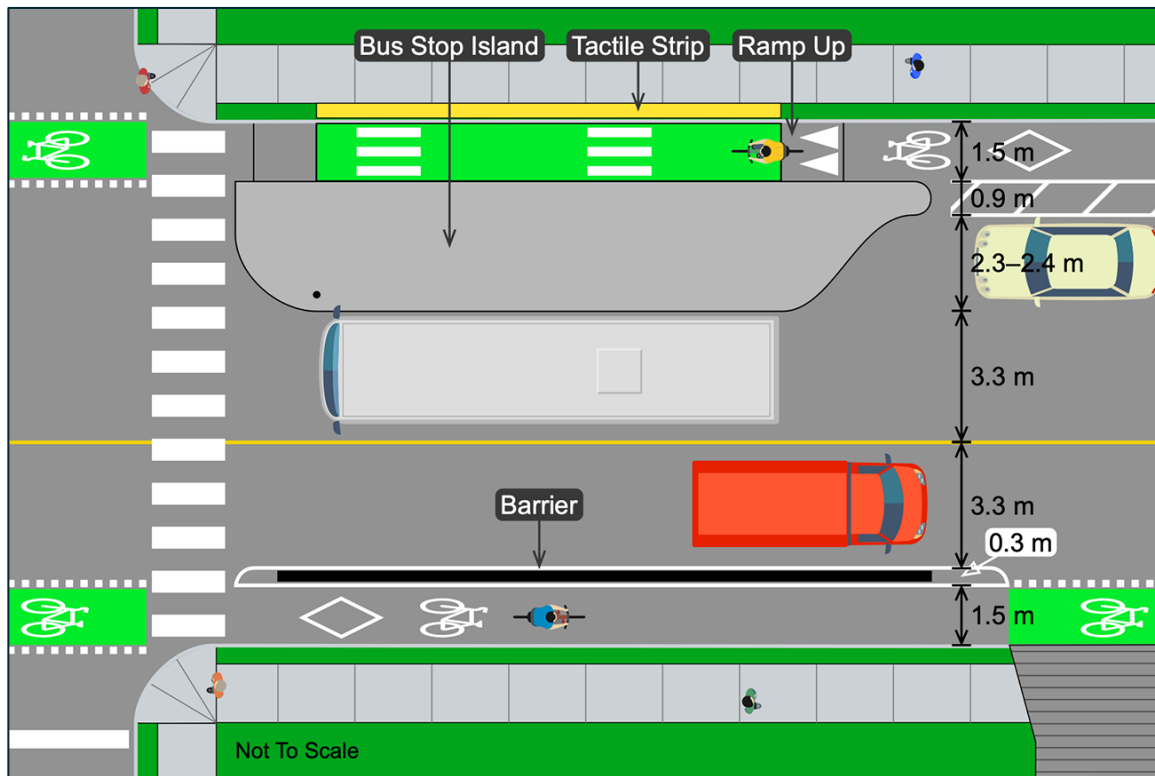 Bus Stop Island
Tactile Strip
Ramp Up
1.5 m
0.9 m
2.3–2.4 m
3.3 m
3.3 m
Barrier
0.3 m
1.5 m
Not To Scale